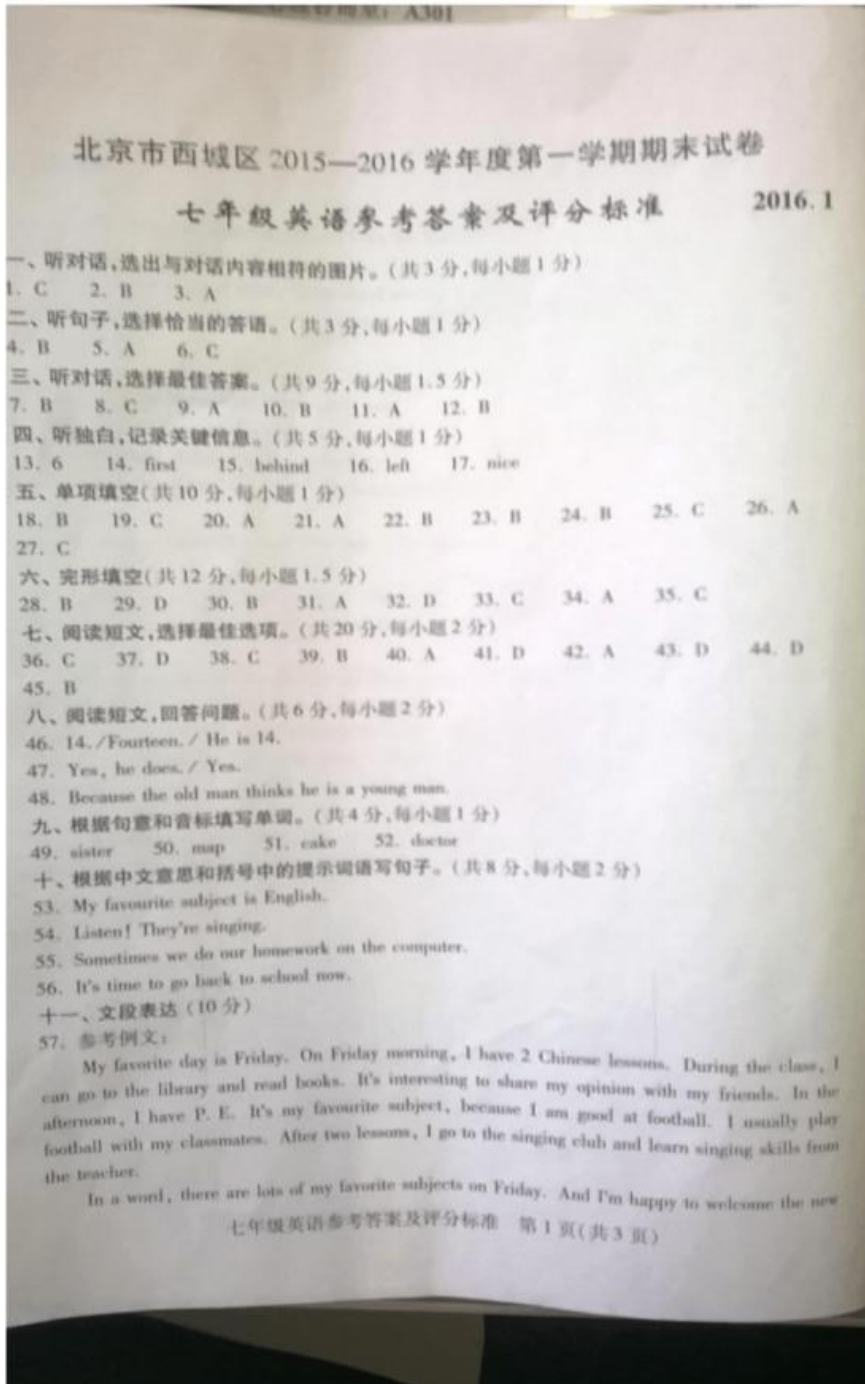 A301
北京市西城区 2015—2016 学年度第一学期期末试卷
七年级英语参考答案及评分标准 2016.1
一、听对话,选出与对话内容相符的图片。(共3分,每小题1分)
1. C 2. B 3. A
二、听句子,选择恰当的答语。(共3分,每小题1分)
4. B 5. A 6. C
三、听对话,选择最佳答案。(共9分,每小题1.5分)
7. B 8. C 9. A 10. B 11. A 12. B
四、听独白,记录关键信息。(共5分,每小题1分)
13. 6 14. first 15. behind 16. left 17. nice
五、单项填空(共10分,每小题1分)
18. B 19. C 20. A 21. A 22. B 23. B 24. B 25. C 26. A
27. C
六、完形填空(共12分,每小题1.5分)
28. B 29. D 30. B 31. A 32. D 33. C 34. A 35. C
七、阅读短文,选择最佳选项。(共20分,每小题2分)
36. C 37. D 38. C 39. B 40. A 41. D 42. A 43. D 44. D
45. B
八、阅读短文,回答问题。(共6分,每小题2分)
46. 14./Fourteen./ He is 14.
47. Yes, he does./ Yes.
48. Because the old man thinks he is a young man.
九、根据句意和音标填写单词。(共4分,每小题1分)
49. sister 50. map 51. cake 52. doctor
十、根据中文意思和括号中的提示词语写句子。(共8分,每小题2分)
53. My favourite subject is English.
54. Listen! They're singing.
55. Sometimes we do our homework on the computer.
56. It's time to go back to school now.
十一、文段表达(10分)
57. 参考例文:
My favorite day is Friday. On Friday morning, I have 2 Chinese lessons. During the class, I
can go to the library and read books. It's interesting to share my opinion with my friends. In the
afternoon, I have P. E. It's my favourite subject, because I am good at football. I usually play
football with my classmates. After two lessons, I go to the singing club and learn singing skills from
the teacher.
In a word, there are lots of my favorite subjects on Friday. And I'm happy to welcome the new
七年级英语参考答案及评分标准 第1页(共3页)